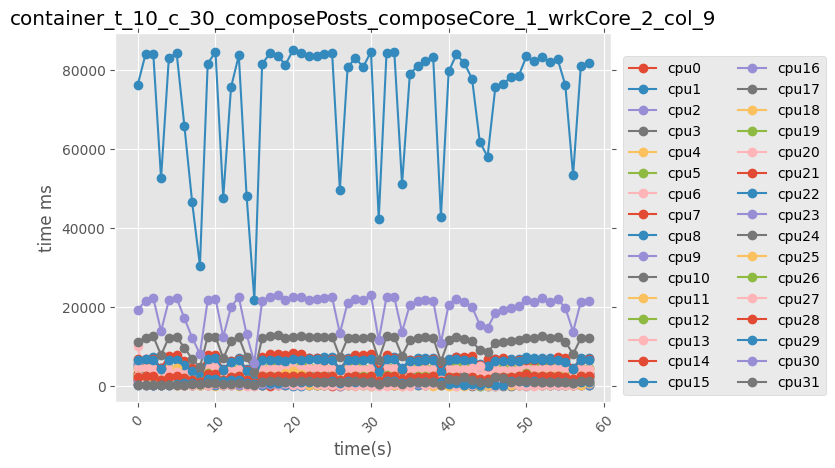 container_t_10_c_30_composePosts_composeCore_1_wrkCore_2_col_9
time ms
80000
60000
40000
20000
0
0
10
20
30
40
50
60
time(s)
cpu0
cpu1
cpu2
cpu3
cpu4
cpu5
cpu6
cpu7
cpu8
cpu9
cpu10
cpu11
cpu12
cpu13
cpu14
cpu15
cpu16
cpu17
cpu18
cpu19
cpu20
cpu21
cpu22
cpu23
cpu24
cpu25
cpu26
cpu27
cpu28
cpu29
cpu30
cpu31